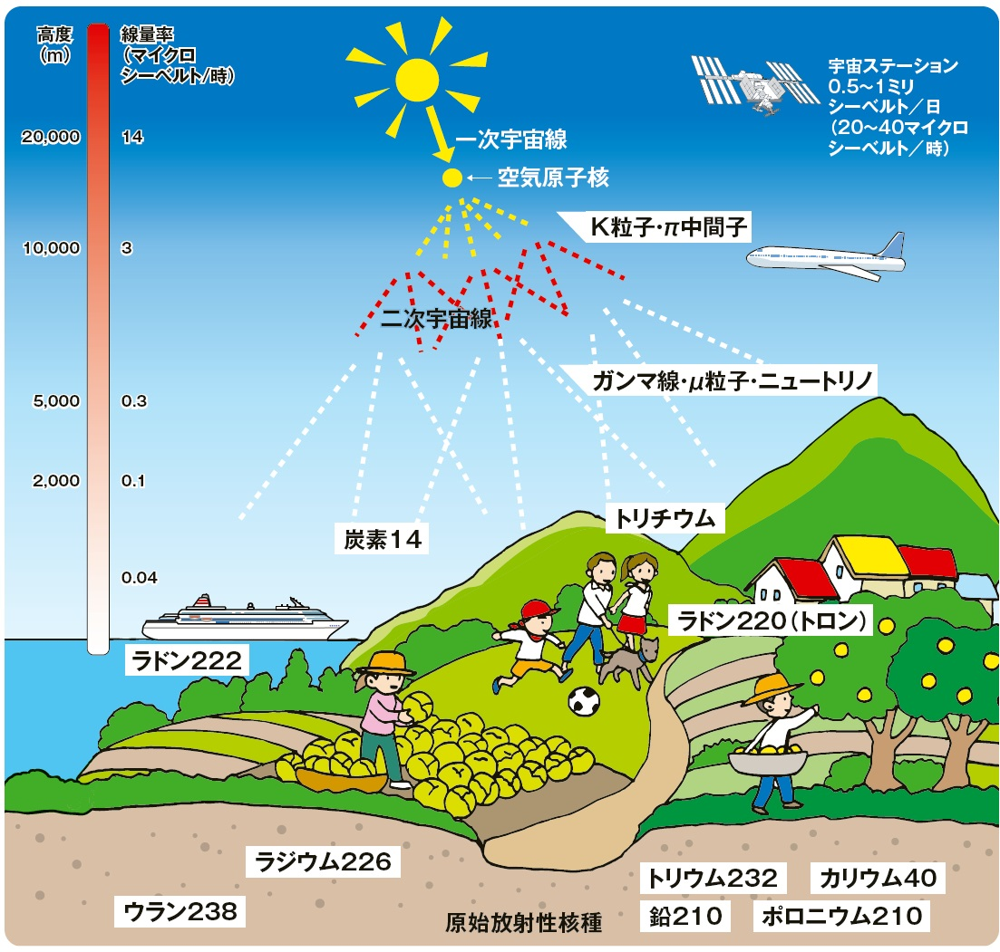 高度
(m)
線量率
(マイクロ
シーベルト/時)
宇宙ステーション
0.5〜1ミリ
シーベルト／日
(20〜40マイクロ
シーベルト／時)
20,000
14
一次宇宙線
空気原子核
K粒子・π中間子
10,000
3
二次宇宙線
ガンマ線・μ粒子・ニュートリノ
5,000
0.3
2,000
0.1
トリチウム
炭素14
0.04
ラドン220(トロン)
ラドン222
ラジウム226
トリウム232
カリウム40
ウラン238
原始放射性核種
鉛210
ポロニウム210